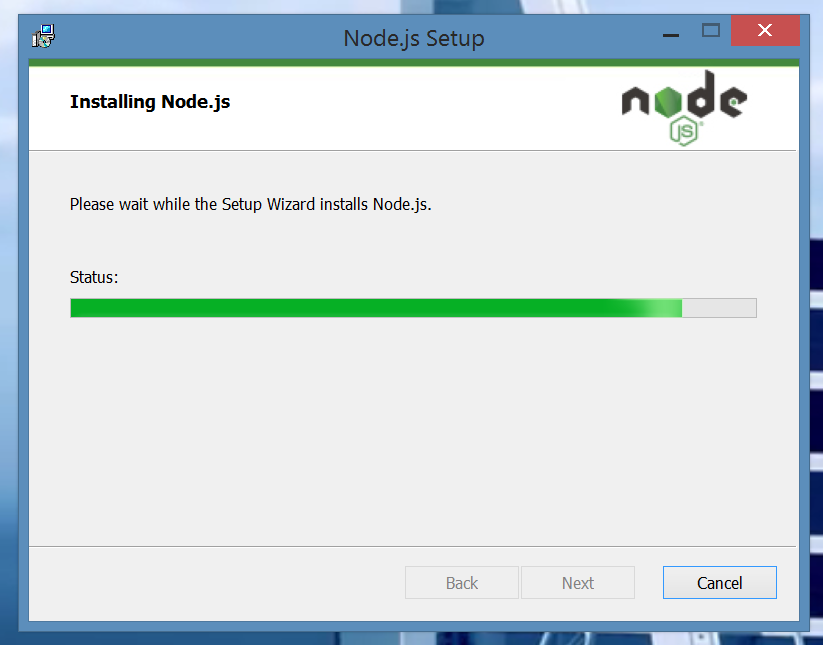 Node.js Setup
Installing Node.js
node
JS
Please wait while the Setup Wizard installs Node.js.
Status:
Back
Next
Cancel